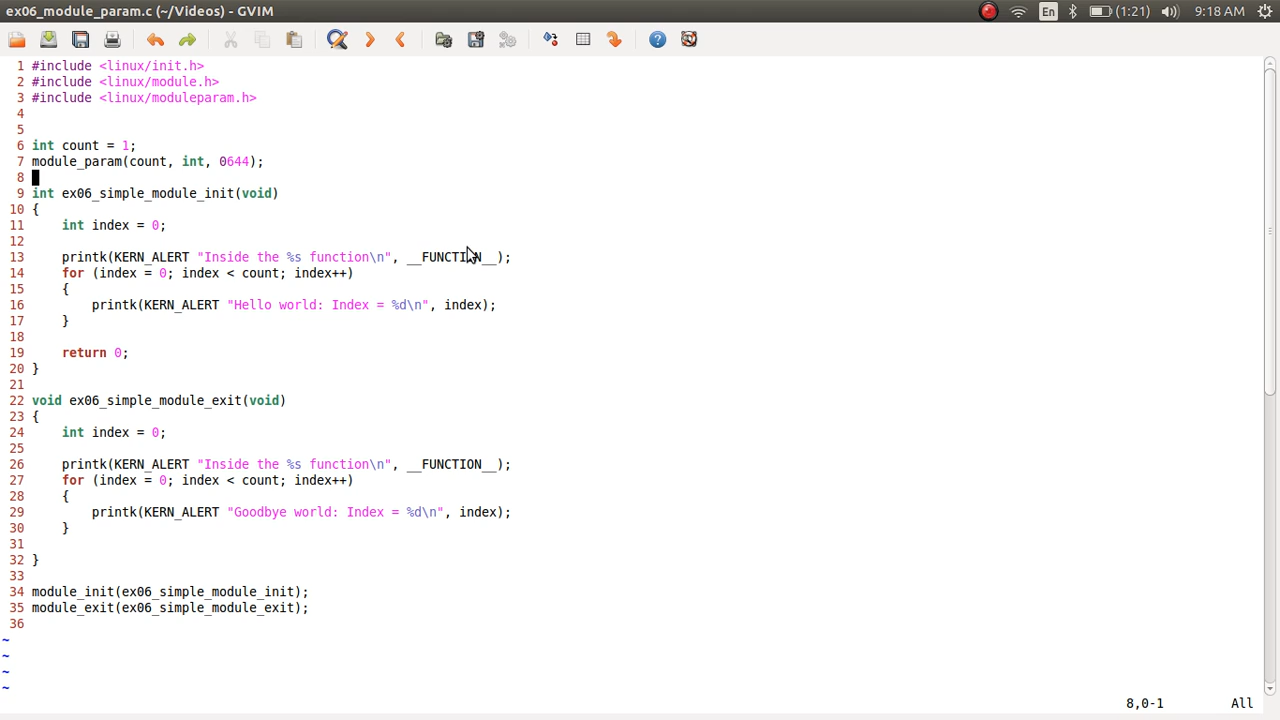 ex06_module_param.c (~/Videos) - GVIM
En (1:21) 9:18 AM
1 #include <linux/init.h>
2 #include <linux/module.h>
3 #include <linux/moduleparam.h>
4
5
6 int count = 1;
7 module_param(count, int, 0644);
8
9 int ex06_simple_module_init(void)
10 {
11     int index = 0;
12
13     printk(KERN_ALERT "Inside the %s function\n", __FUNCTION__);
14     for (index = 0; index < count; index++)
15     {
16         printk(KERN_ALERT "Hello world: Index = %d\n", index);
17     }
18
19     return 0;
20 }
21
22 void ex06_simple_module_exit(void)
23 {
24     int index = 0;
25
26     printk(KERN_ALERT "Inside the %s function\n", __FUNCTION__);
27     for (index = 0; index < count; index++)
28     {
29         printk(KERN_ALERT "Goodbye world: Index = %d\n", index);
30     }
31
32 }
33
34 module_init(ex06_simple_module_init);
35 module_exit(ex06_simple_module_exit);
36
~
~
~
~
8,0-1 All